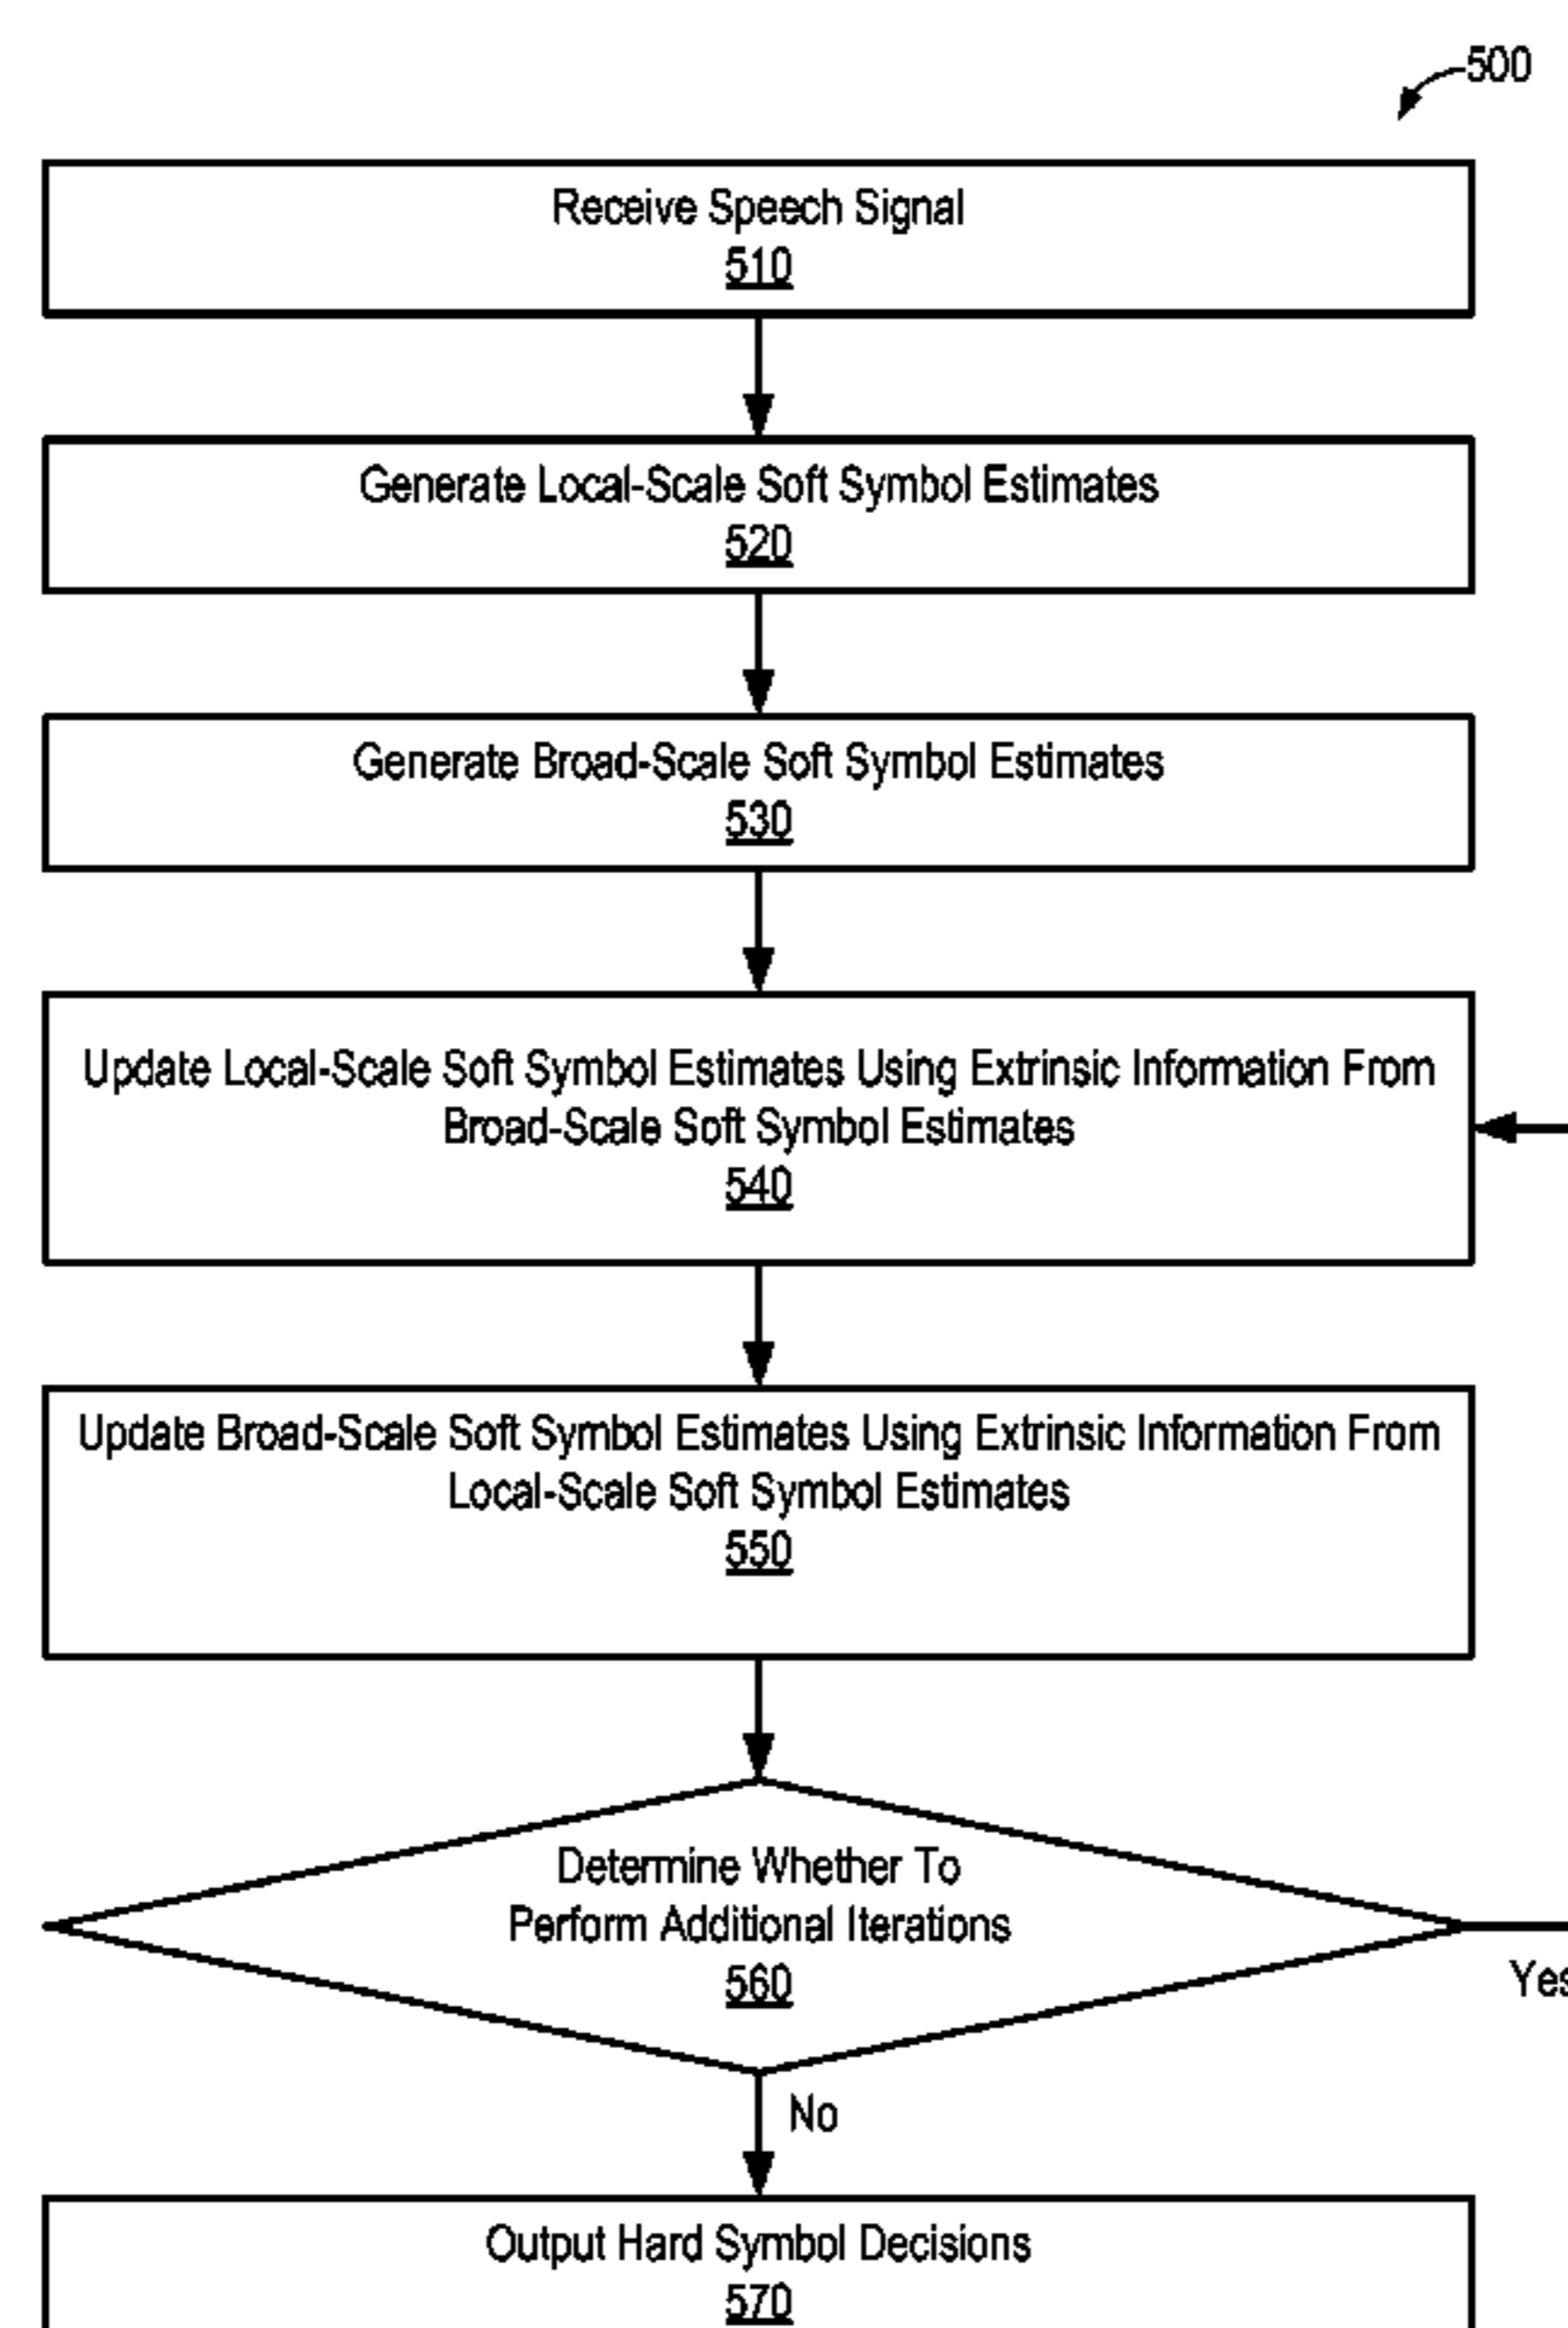 500
Receive Speech Signal
510
Generate Local-Scale Soft Symbol Estimates
520
Generate Broad-Scale Soft Symbol Estimates
530
Update Local-Scale Soft Symbol Estimates Using Extrinsic Information From
Broad-Scale Soft Symbol Estimates
540
Update Broad-Scale Soft Symbol Estimates Using Extrinsic Information From
Local-Scale Soft Symbol Estimates
550
Determine Whether To
Perform Additional Iterations
560
Yes
No
Output Hard Symbol Decisions
570